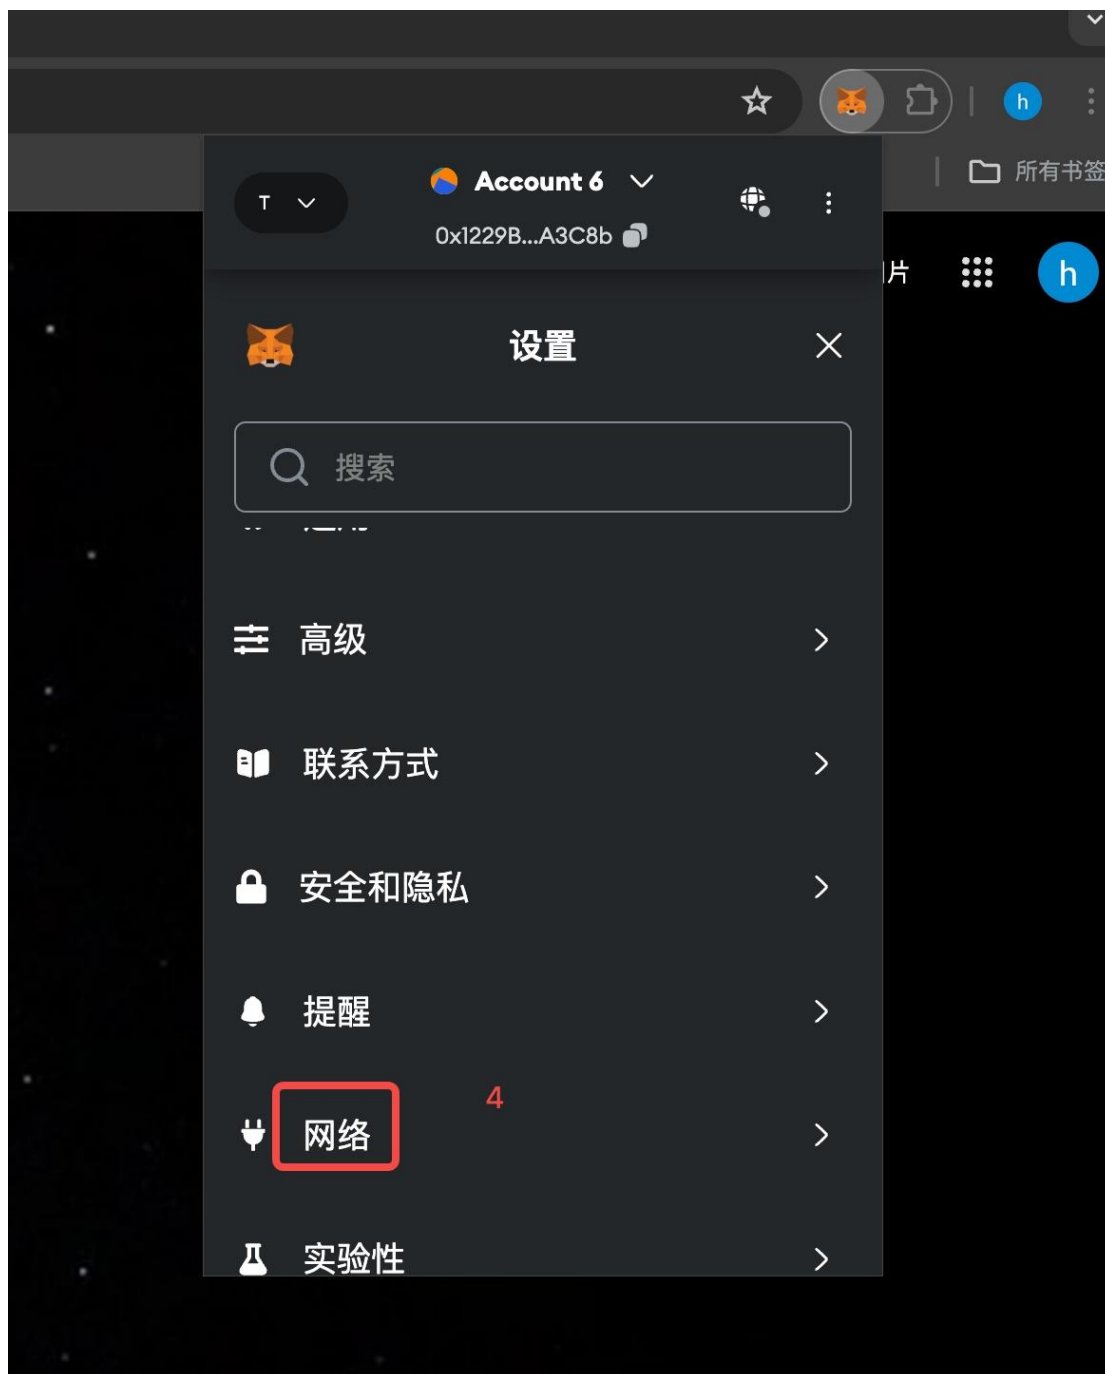 h
所有书签
T
Account 6
0x1229B...A3C8b
片
h
设置
搜索
高级
联系方式
安全和隐私
提醒
4
网络
实验性